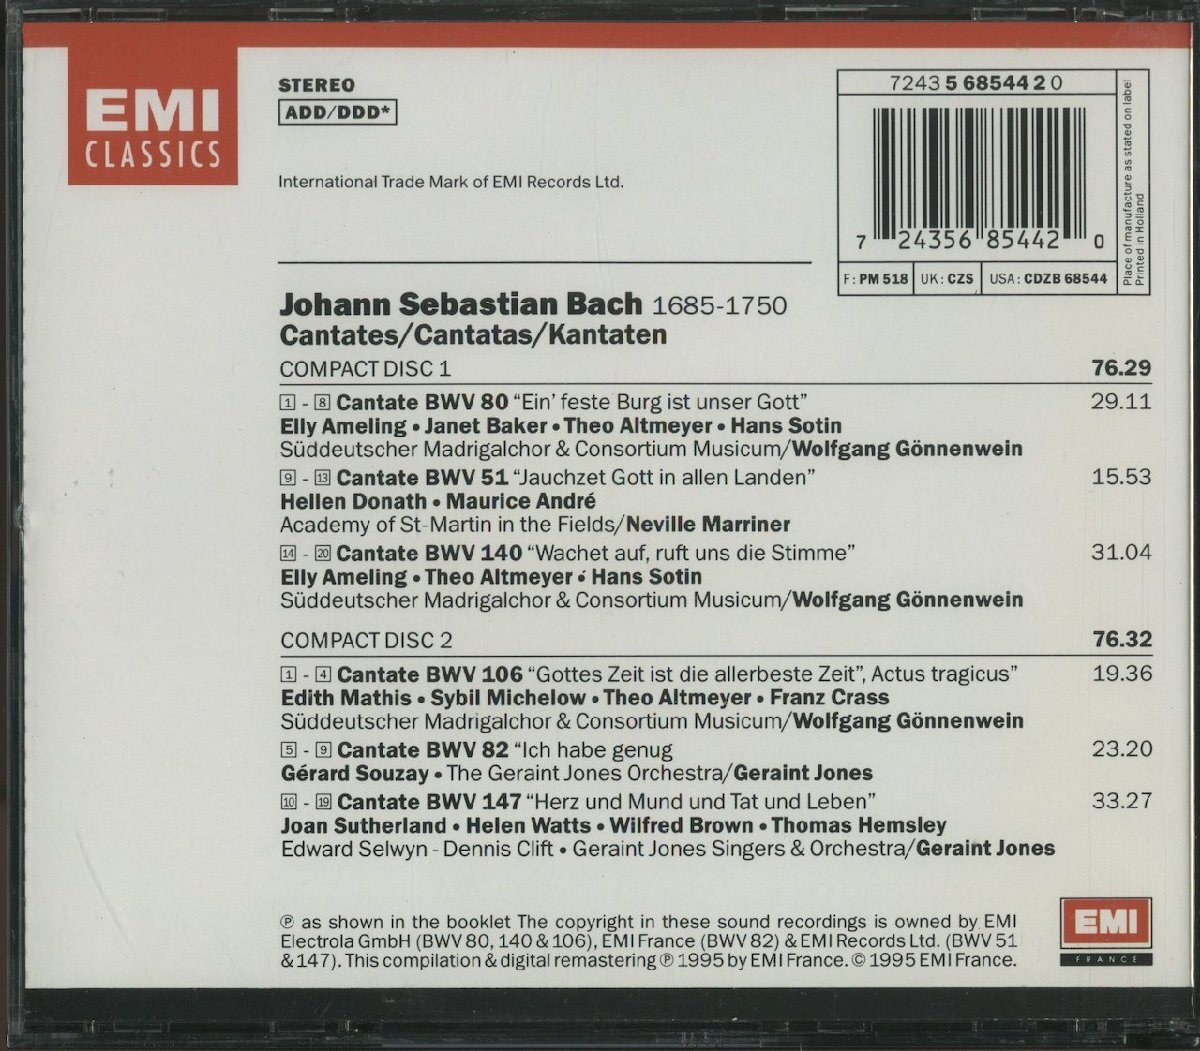 EMI
CLASSICS
STEREO
ADD/DDD*
International Trade Mark of EMI Records Ltd.
7243 5 68544 2 0
7 24356 85442 0
F: PM 518 UK: CZS USA: CDZB 68544
Place of manufacture as stated on label
Printed in Holland
Johann Sebastian Bach 1685-1750
Cantates/Cantatas/Kantaten
COMPACT DISC 1 76.29
1 - 8 Cantate BWV 80 “Ein’ feste Burg ist unser Gott” 29.11
Elly Ameling • Janet Baker • Theo Altmeyer • Hans Sotin
Süddeutscher Madrigalchor & Consortium Musicum/Wolfgang Gönnenwein
9 - 13 Cantate BWV 51 “Jauchzet Gott in allen Landen” 15.53
Hellen Donath • Maurice André
Academy of St-Martin in the Fields/Neville Marriner
14 - 20 Cantate BWV 140 “Wachet auf, ruft uns die Stimme” 31.04
Elly Ameling • Theo Altmeyer • Hans Sotin
Süddeutscher Madrigalchor & Consortium Musicum/Wolfgang Gönnenwein
COMPACT DISC 2 76.32
1 - 4 Cantate BWV 106 “Gottes Zeit ist die allerbeste Zeit”, Actus tragicus” 19.36
Edith Mathis • Sybil Michelow • Theo Altmeyer • Franz Crass
Süddeutscher Madrigalchor & Consortium Musicum/Wolfgang Gönnenwein
5 - 9 Cantate BWV 82 “Ich habe genug 23.20
Gérard Souzay • The Geraint Jones Orchestra/Geraint Jones
10 - 19 Cantate BWV 147 “Herz und Mund und Tat und Leben” 33.27
Joan Sutherland • Helen Watts • Wilfred Brown • Thomas Hemsley
Edward Selwyn - Dennis Clift • Geraint Jones Singers & Orchestra/Geraint Jones
℗ as shown in the booklet The copyright in these sound recordings is owned by EMI
Electrola GmbH (BWV 80, 140 & 106), EMI France (BWV 82) & EMI Records Ltd. (BWV 51
& 147). This compilation & digital remastering ℗ 1995 by EMI France. © 1995 EMI France.
EMI
FRANCE